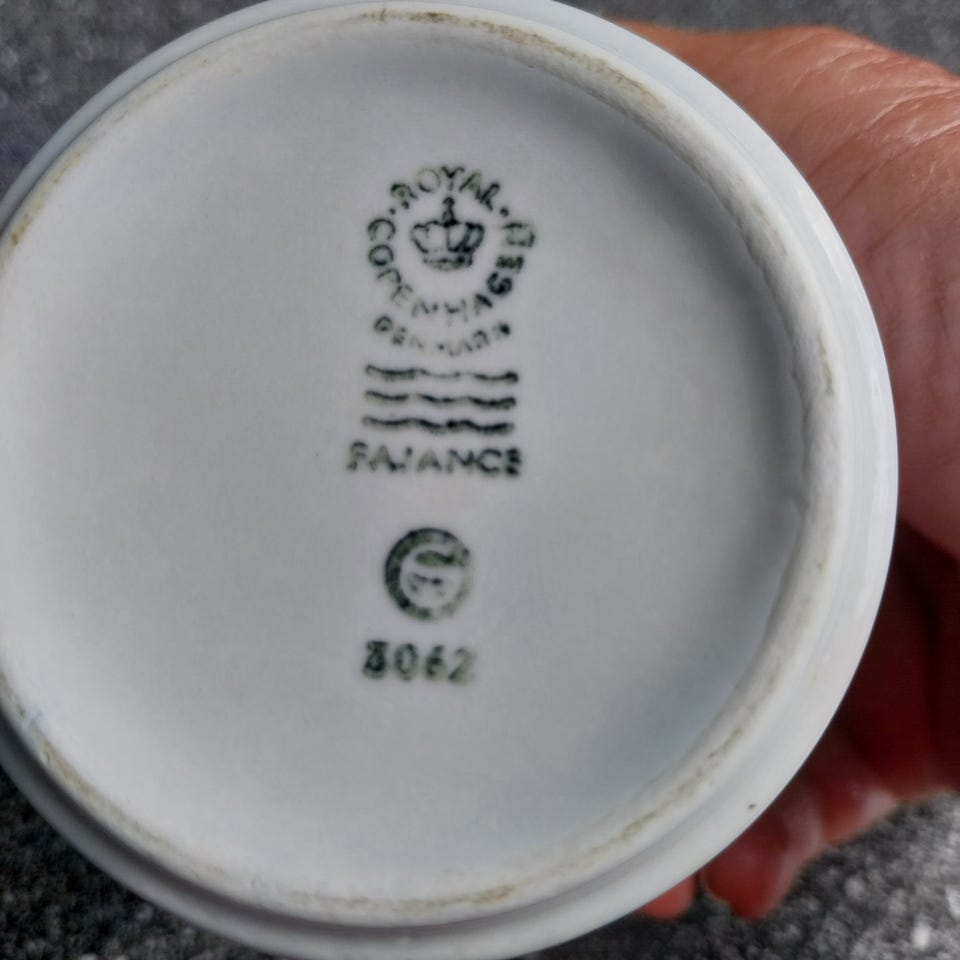 ROYAL
COPENHAGEN
DENMARK
FAJANCE
3062